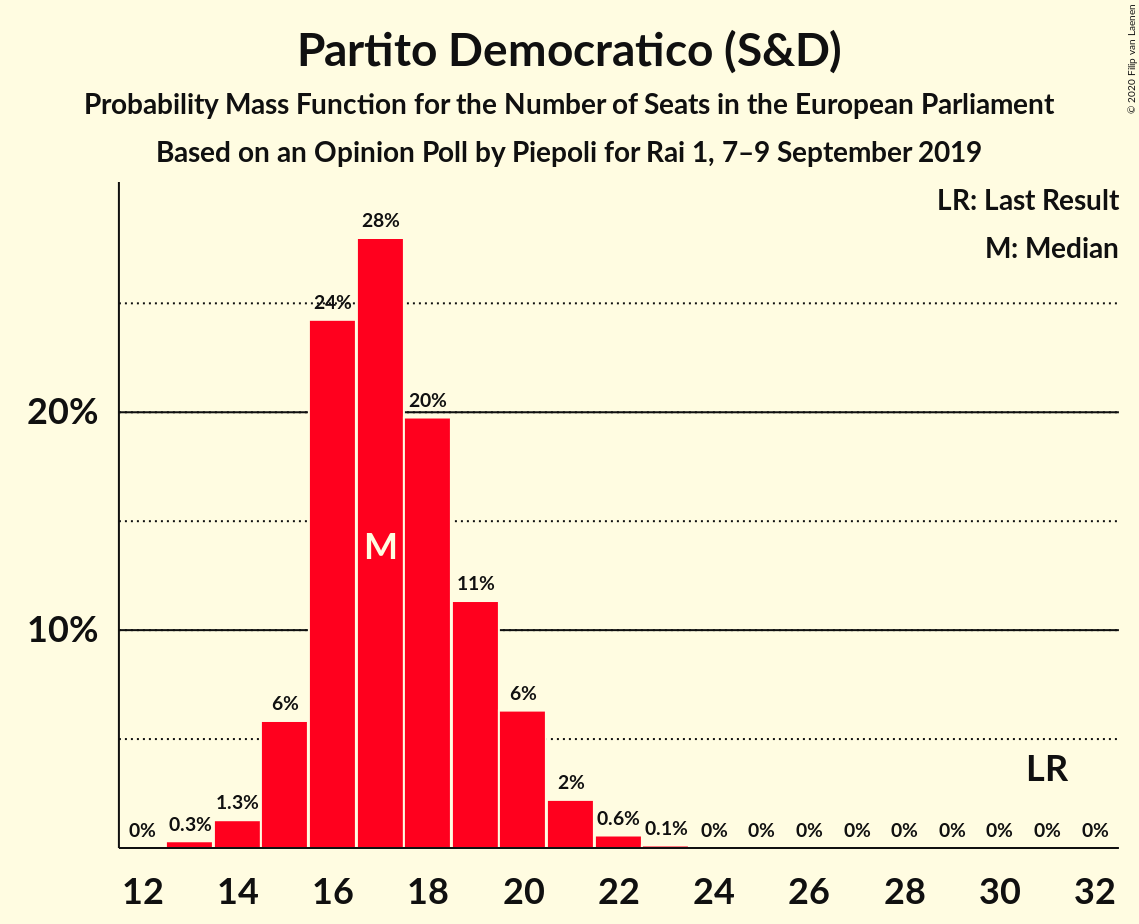 Partito Democratico (S&D)
Probability Mass Function for the Number of Seats in the European Parliament
Based on an Opinion Poll by Piepoli for Rai 1, 7–9 September 2019
© 2020 Filip van Laenen
LR: Last Result
M: Median
28%
24%
20%
20%
M
11%
10%
6%
6%
LR
2%
1.3%
0.6%
0% 0.3% 0.1% 0% 0% 0% 0% 0% 0% 0% 0% 0%
12 14 16 18 20 22 24 26 28 30 32